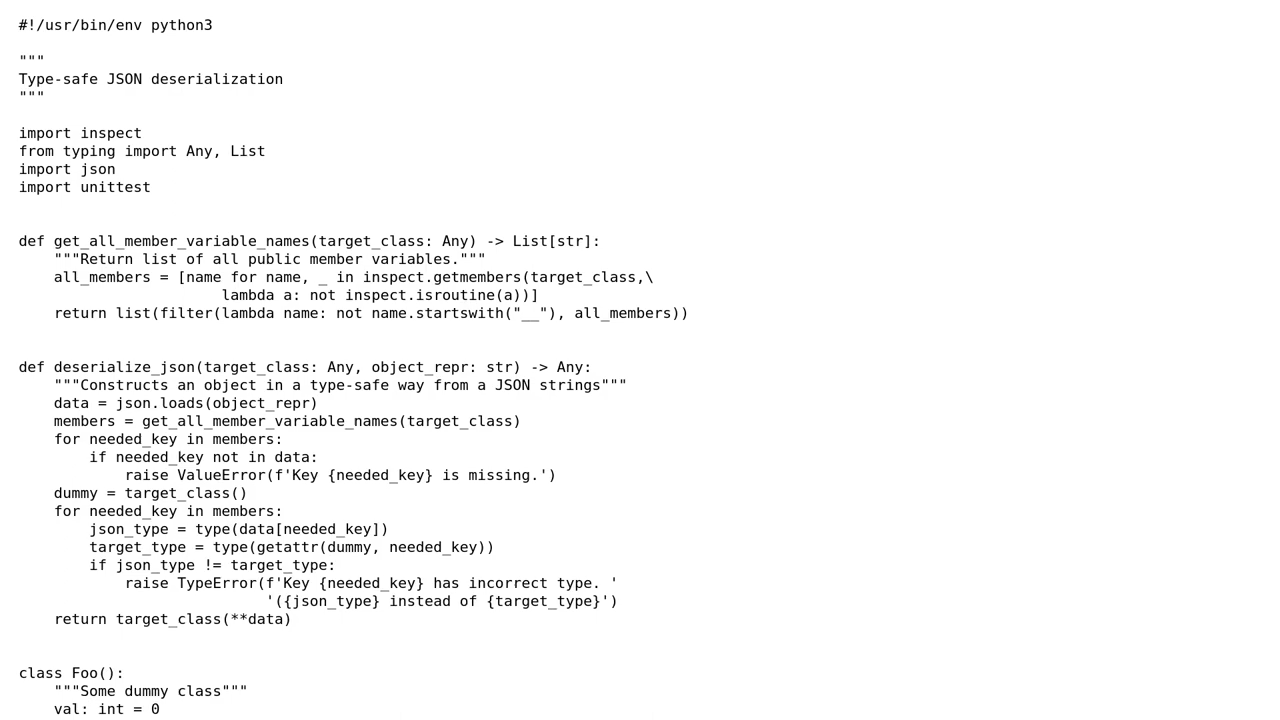 #!/usr/bin/env python3

"""
Type-safe JSON deserialization
"""

import inspect
from typing import Any, List
import json
import unittest


def get_all_member_variable_names(target_class: Any) -> List[str]:
    """Return list of all public member variables."""
    all_members = [name for name, _ in inspect.getmembers(target_class,\
                       lambda a: not inspect.isroutine(a))]
    return list(filter(lambda name: not name.startswith("__"), all_members))


def deserialize_json(target_class: Any, object_repr: str) -> Any:
    """Constructs an object in a type-safe way from a JSON strings"""
    data = json.loads(object_repr)
    members = get_all_member_variable_names(target_class)
    for needed_key in members:
        if needed_key not in data:
            raise ValueError(f'Key {needed_key} is missing.')
    dummy = target_class()
    for needed_key in members:
        json_type = type(data[needed_key])
        target_type = type(getattr(dummy, needed_key))
        if json_type != target_type:
            raise TypeError(f'Key {needed_key} has incorrect type. '
                            '({json_type} instead of {target_type}')
    return target_class(**data)


class Foo():
    """Some dummy class"""
    val: int = 0